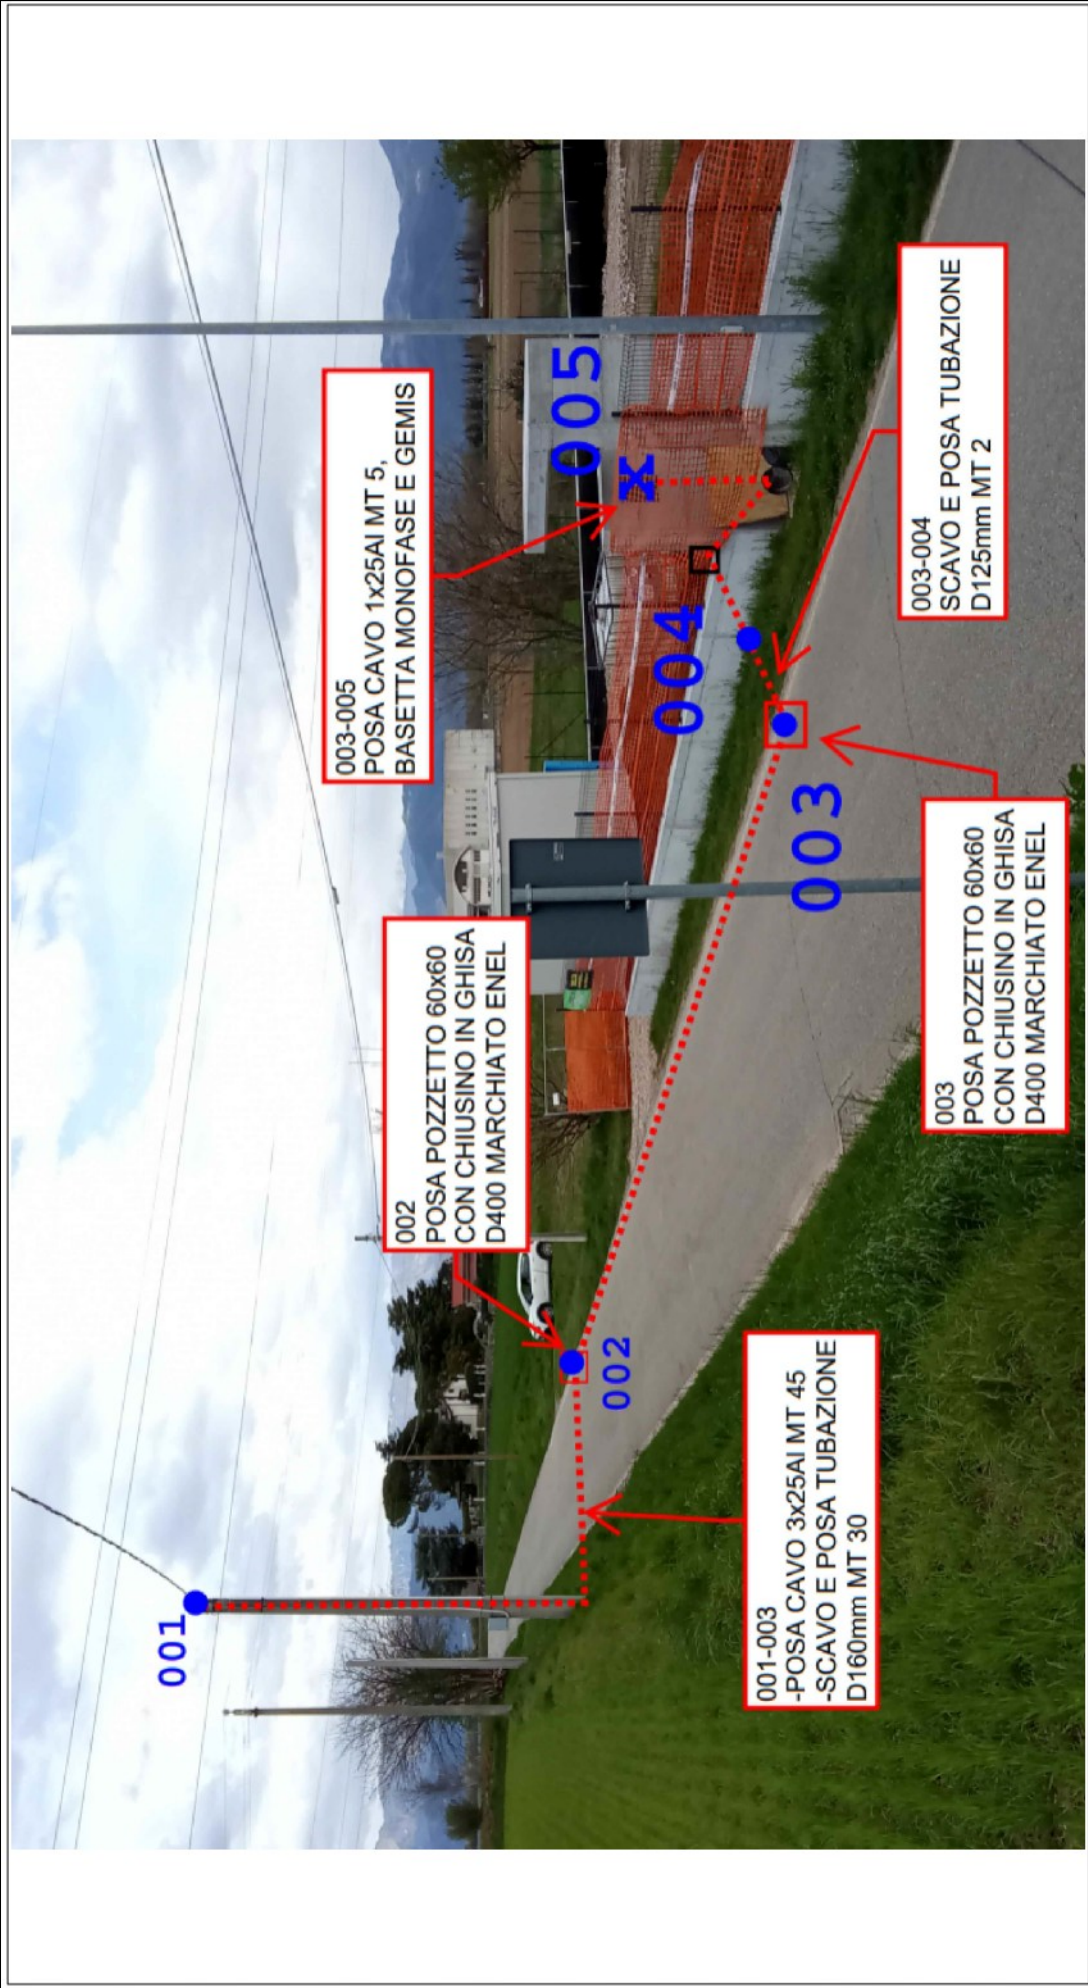 001
002
POSA POZZETTO 60x60
CON CHIUSINO IN GHISA
D400 MARCHIATO ENEL
003-005
POSA CAVO 1x25Al MT 5,
BASETTA MONOFASE E GEMIS
005
x
004
002
003
001-003
-POSA CAVO 3x25Al MT 45
-SCAVO E POSA TUBAZIONE
D160mm MT 30
003
POSA POZZETTO 60x60
CON CHIUSINO IN GHISA
D400 MARCHIATO ENEL
003-004
SCAVO E POSA TUBAZIONE
D125mm MT 2